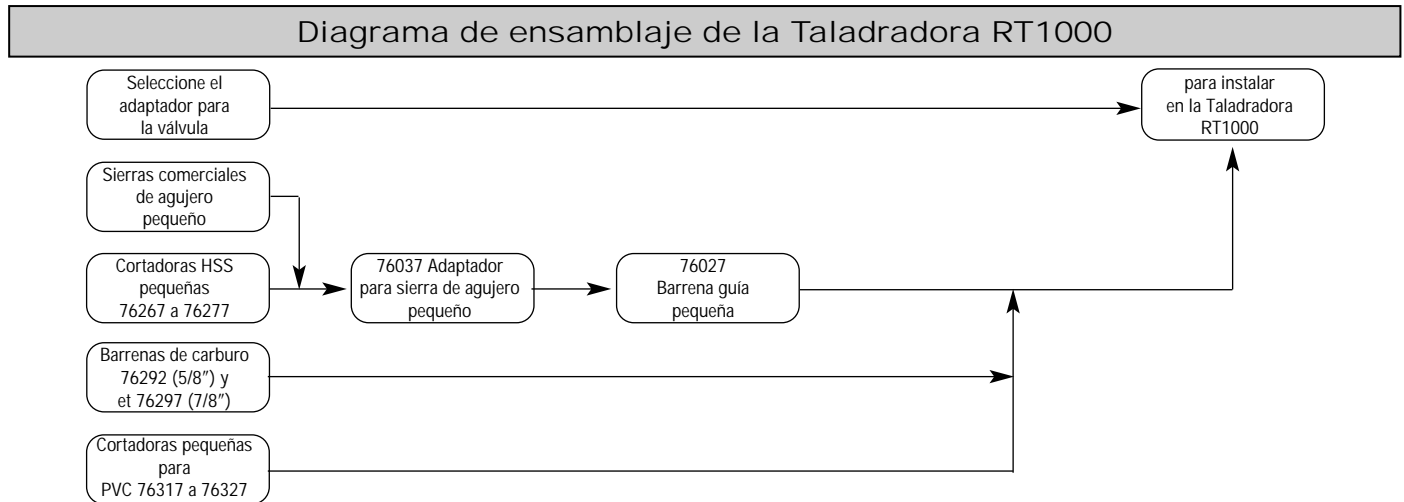 Diagrama de ensamblaje de la Taladradora RT1000
Seleccione el
adaptador para
la válvula
para instalar
en la Taladradora
RT1000
Sierras comerciales
de agujero
pequeño
Cortadoras HSS
pequeñas
76267 a 76277
76037 Adaptador
para sierra de agujero
pequeño
76027
Barrena guía
pequeña
Barrenas de carburo
76292 (5/8″) y
et 76297 (7/8″)
Cortadoras pequeñas
para
PVC 76317 a 76327